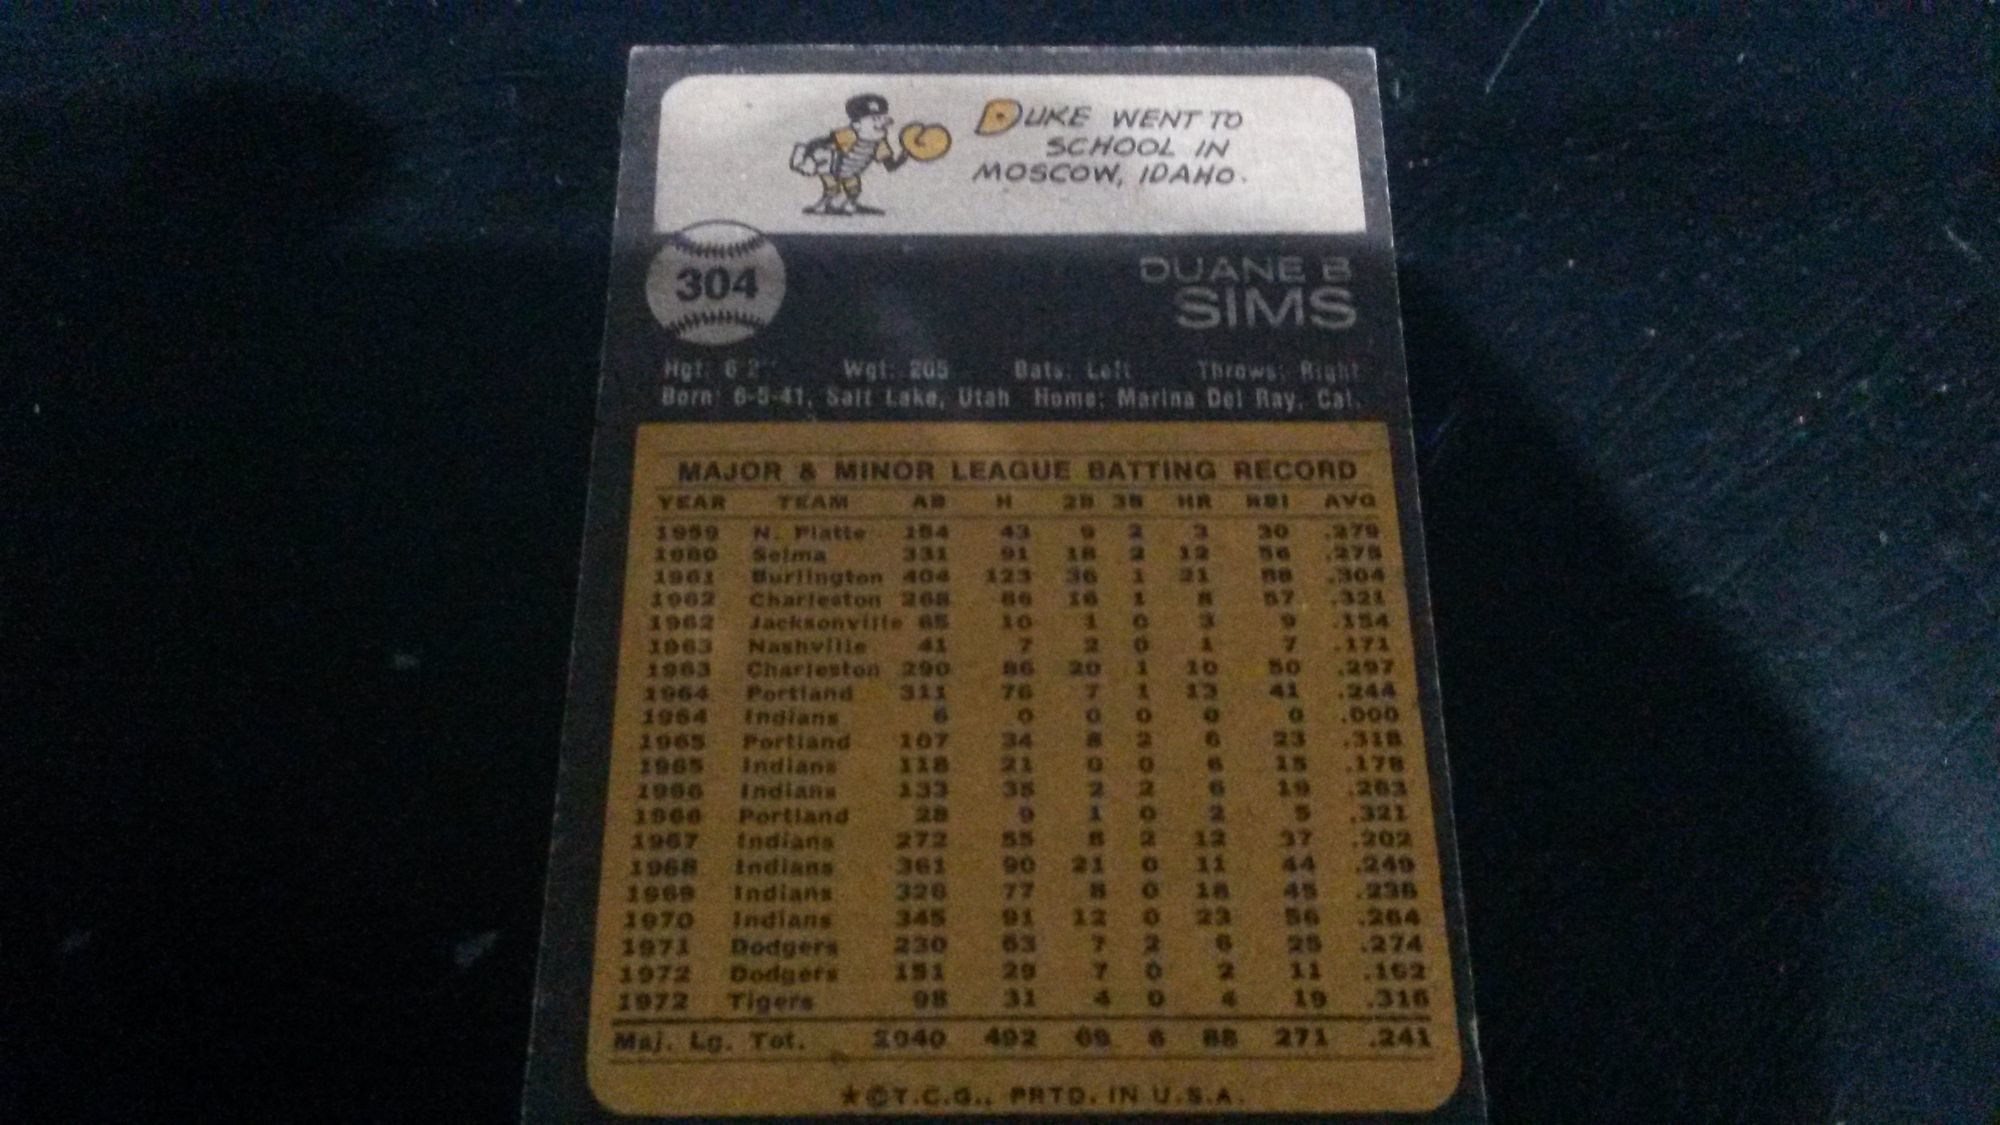 DUKE WENT TO
SCHOOL IN
MOSCOW, IDAHO.
304
DUANE B
SIMS
Hgt: 6'2" Wgt: 205 Bats: Left Throws: Right
Born: 6-5-41, Salt Lake, Utah Home: Marina Del Ray, Cal.
MAJOR & MINOR LEAGUE BATTING RECORD
YEAR TEAM AB H 2B 3B HR RBI AVG
1959 N. Platte 154 43 9 2 3 30 .279
1960 Selma 331 91 18 2 12 56 .275
1961 Burlington 404 123 36 1 21 88 .304
1962 Charleston 268 86 16 1 8 57 .321
1962 Jacksonville 65 10 1 0 3 9 .154
1963 Nashville 41 7 2 0 1 7 .171
1963 Charleston 290 86 20 1 10 50 .297
1964 Portland 311 76 7 1 13 41 .244
1964 Indians 6 0 0 0 0 0 .000
1965 Portland 107 34 8 2 6 23 .318
1965 Indians 118 21 0 0 6 15 .178
1966 Indians 133 35 2 2 6 19 .263
1966 Portland 28 9 1 0 2 5 .321
1967 Indians 272 55 8 2 12 37 .202
1968 Indians 361 90 21 0 11 44 .249
1969 Indians 326 77 8 0 18 45 .236
1970 Indians 345 91 12 0 23 56 .264
1971 Dodgers 230 63 7 2 6 25 .274
1972 Dodgers 151 29 7 0 2 11 .192
1972 Tigers 98 31 4 0 4 19 .316
Maj. Lg. Tot. 2040 492 69 6 88 271 .241
★©T.C.G., PRTD. IN U.S.A.